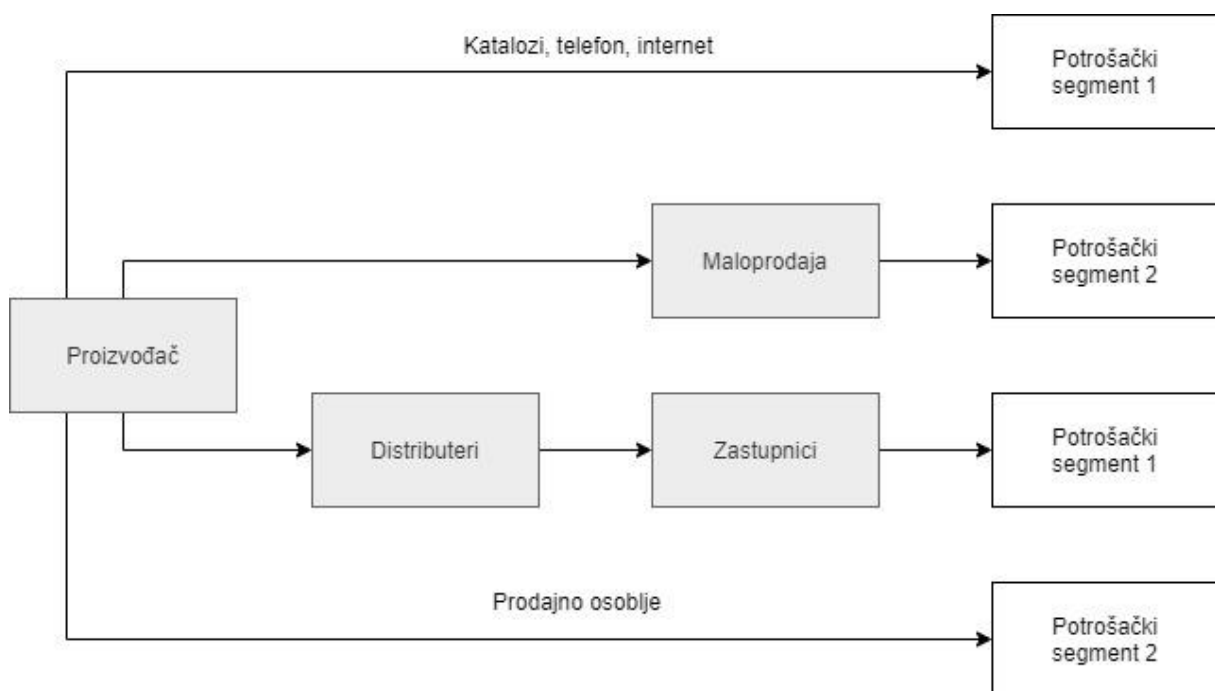 Katalozi, telefon, internet
Potrošački
segment 1
Maloprodaja
Potrošački
segment 2
Proizvođač
Distributeri
Zastupnici
Potrošački
segment 1
Prodajno osoblje
Potrošački
segment 2